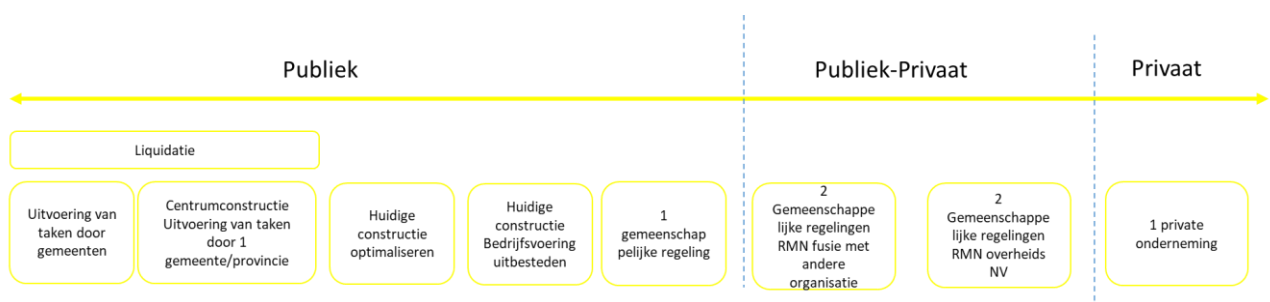 Publiek
Publiek-Privaat
Privaat
Liquidatie
Uitvoering van
taken door
gemeenten
Centrumconstructie
Uitvoering van taken
door 1
gemeente/provincie
Huidige
constructie
optimaliseren
Huidige
constructie
Bedrijfsvoering
uitbesteden
1
gemeenschap
pelijke regeling
2
Gemeenschappe
lijke regelingen
RMN fusie met
andere
organisatie
2
Gemeenschappe
lijke regelingen
RMN overheids
NV
1 private
onderneming